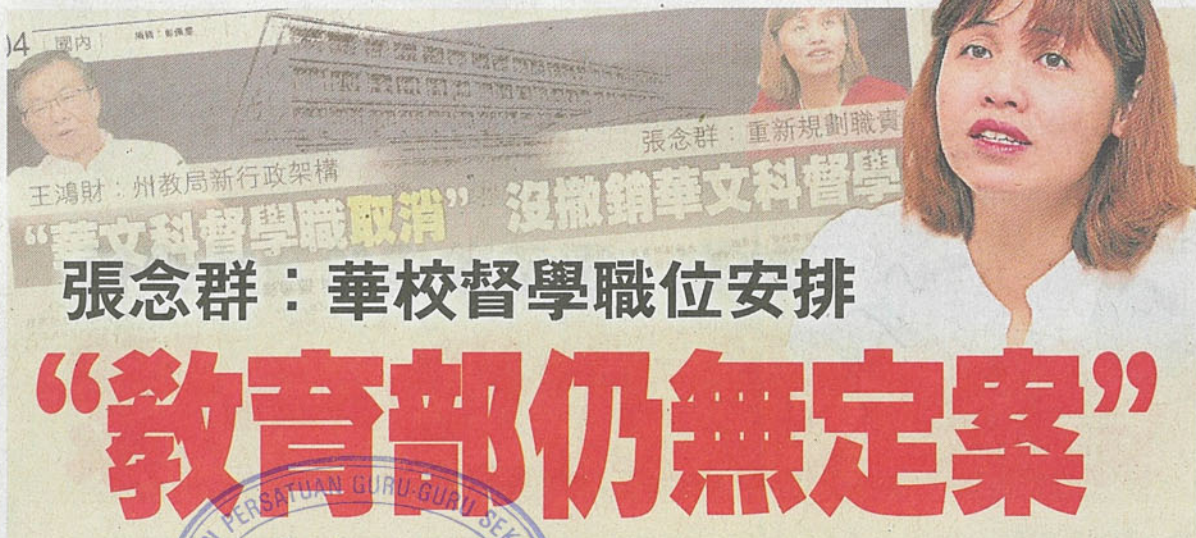 04 國內
張念群：重新規劃職責
王鴻財：州教局新行政架構
“華文科督學職取消” 沒撤銷華文科督學
張念群：華校督學職位安排
“教育部仍無定案”
PERSATUAN GURU-GURU